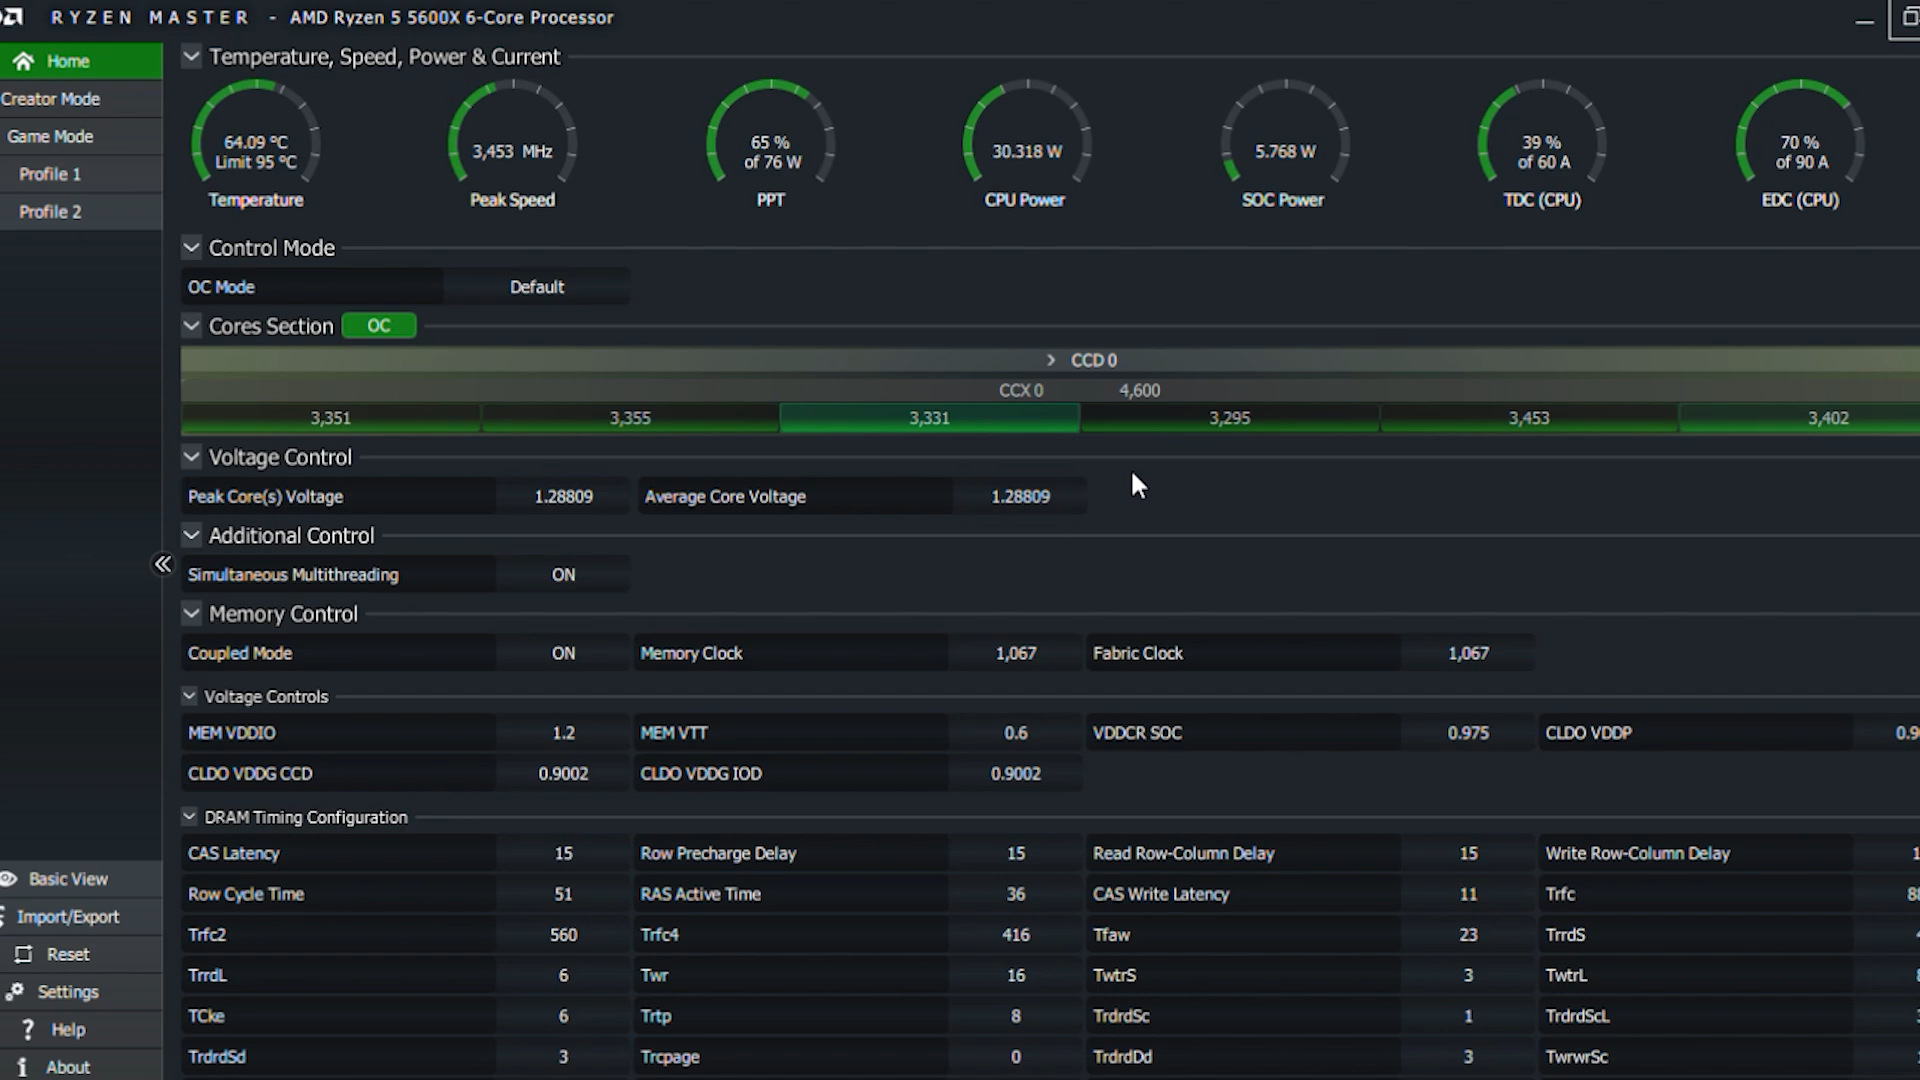 RYZEN MASTER - AMD Ryzen 5 5600X 6-Core Processor
Home
Creator Mode
Game Mode
Profile 1
Profile 2
Temperature, Speed, Power & Current
64.09 °C
Limit 95 °C
Temperature
3,453 MHz
Peak Speed
65 %
of 76 W
PPT
30.318 W
CPU Power
5.768 W
SOC Power
39 %
of 60 A
TDC (CPU)
70 %
of 90 A
EDC (CPU)
Control Mode
OC Mode Default
Cores Section OC
CCD 0
CCX 0 4,600
3,351 3,355 3,331 3,295 3,453 3,402
Voltage Control
Peak Core(s) Voltage 1.28809 Average Core Voltage 1.28809
Additional Control
Simultaneous Multithreading ON
Memory Control
Coupled Mode ON Memory Clock 1,067 Fabric Clock 1,067
Voltage Controls
MEM VDDIO 1.2 MEM VTT 0.6 VDDCR SOC 0.975 CLDO VDDP
CLDO VDDG CCD 0.9002 CLDO VDDG IOD 0.9002
DRAM Timing Configuration
CAS Latency 15 Row Precharge Delay 15 Read Row-Column Delay 15 Write Row-Column Delay
Row Cycle Time 51 RAS Active Time 36 CAS Write Latency 11 Trfc
Trfc2 560 Trfc4 416 Tfaw 23 TrrdS
TrrdL 6 Twr 16 TwtrS 3 TwtrL
TCke 6 Trtp 8 TrdrdSc 1 TrdrdScL
TrdrdSd 3 Trcpage 0 TrdrdDd 3 TwrwrSc
Basic View
Import/Export
Reset
Settings
Help
About